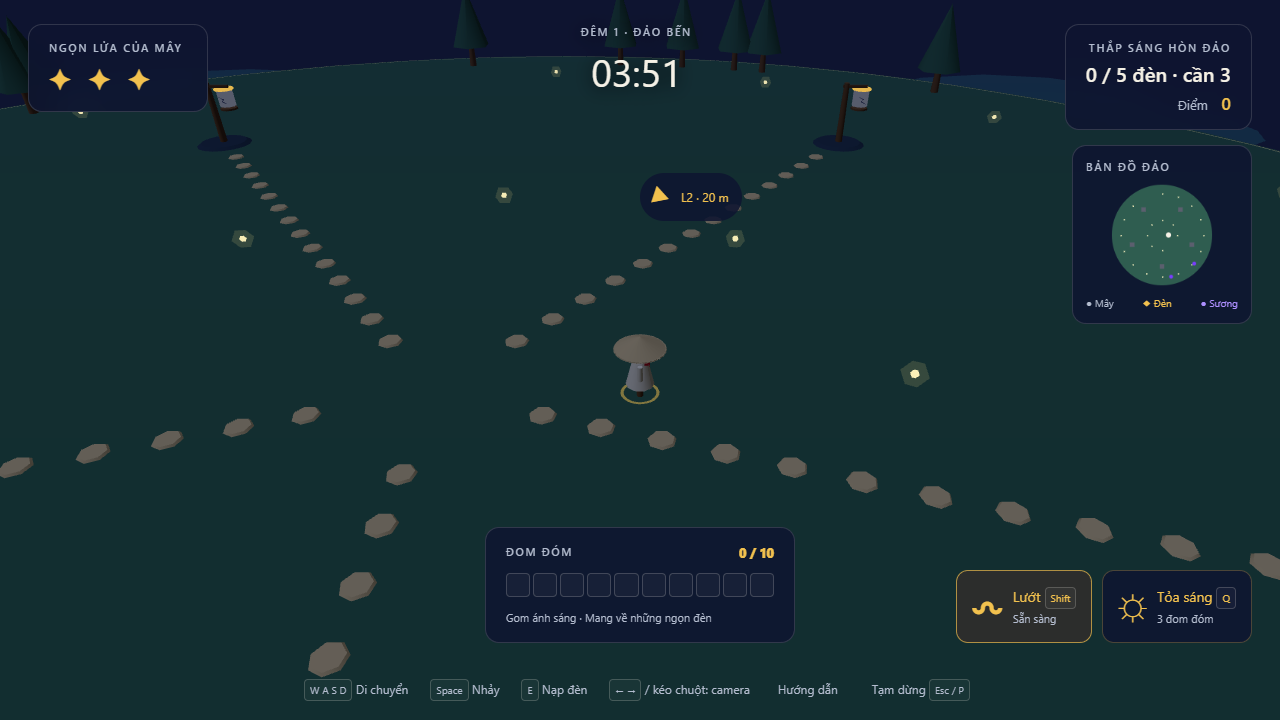 NGỌN LỬA CỦA MÂY
ĐÊM 1 · ĐẢO BẾN
03:51
THẮP SÁNG HÒN ĐẢO
0 / 5 đèn · cần 3
Điểm 0
BẢN ĐỒ ĐẢO
Mây Đèn Sương
L2 · 20 m
ĐOM ĐÓM 0 / 10
Gom ánh sáng · Mang về những ngọn đèn
Lướt Shift
Sẵn sàng
Tỏa sáng Q
3 đom đóm
W A S D Di chuyển Space Nhảy E Nạp đèn ←→ / kéo chuột: camera Hướng dẫn Tạm dừng Esc / P